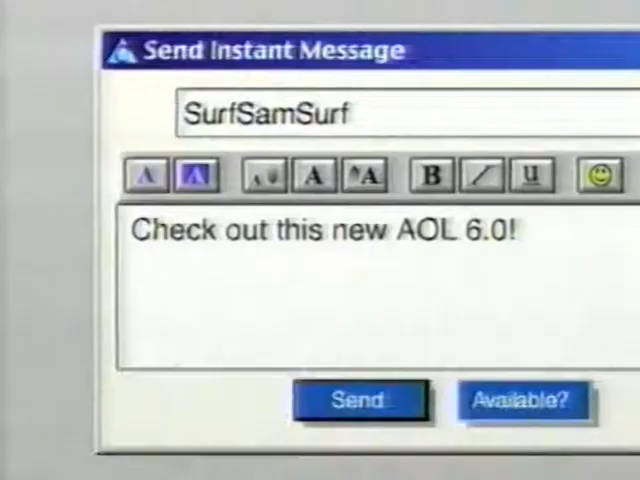 Send Instant Message
SurfSamSurf
A A A A A B / U
Check out this new AOL 6.0!
Send Available?